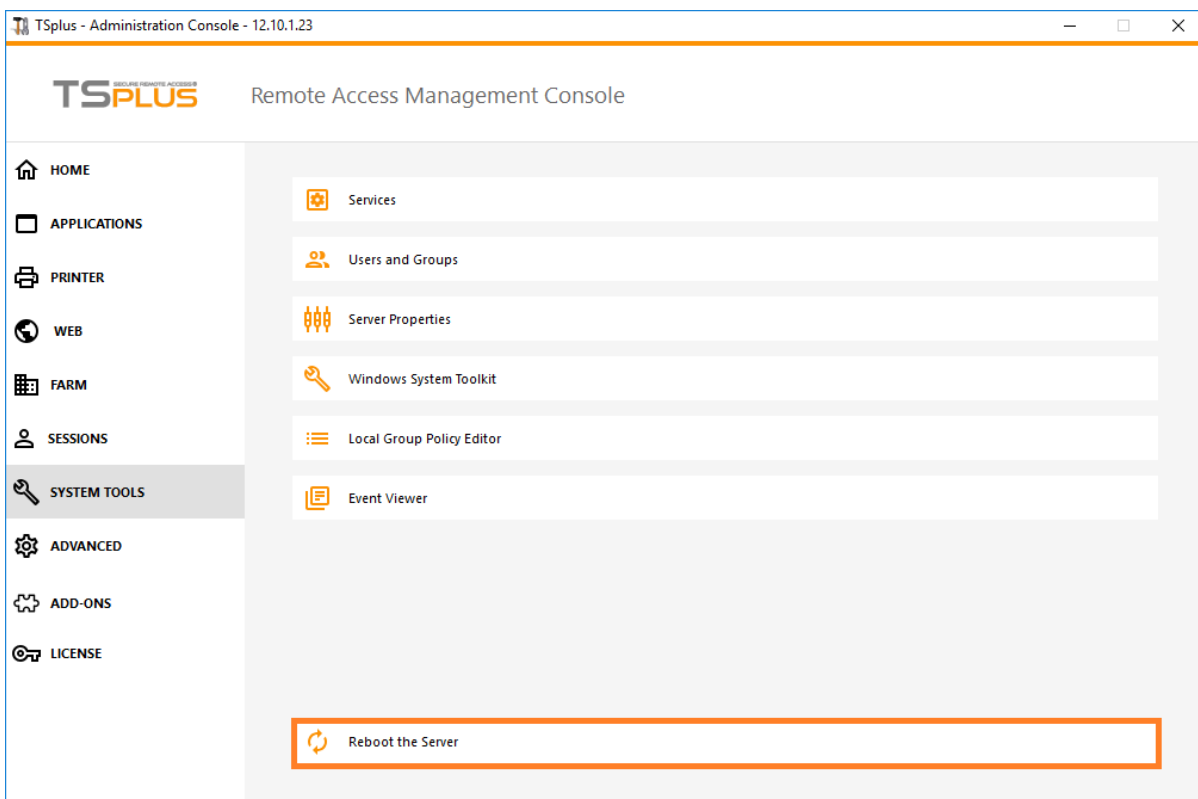 TSplus - Administration Console - 12.10.1.23
SECURE REMOTE ACCESS®
TSPLUS
Remote Access Management Console
HOME
APPLICATIONS
PRINTER
WEB
FARM
SESSIONS
SYSTEM TOOLS
ADVANCED
ADD-ONS
LICENSE
Services
Users and Groups
Server Properties
Windows System Toolkit
Local Group Policy Editor
Event Viewer
Reboot the Server